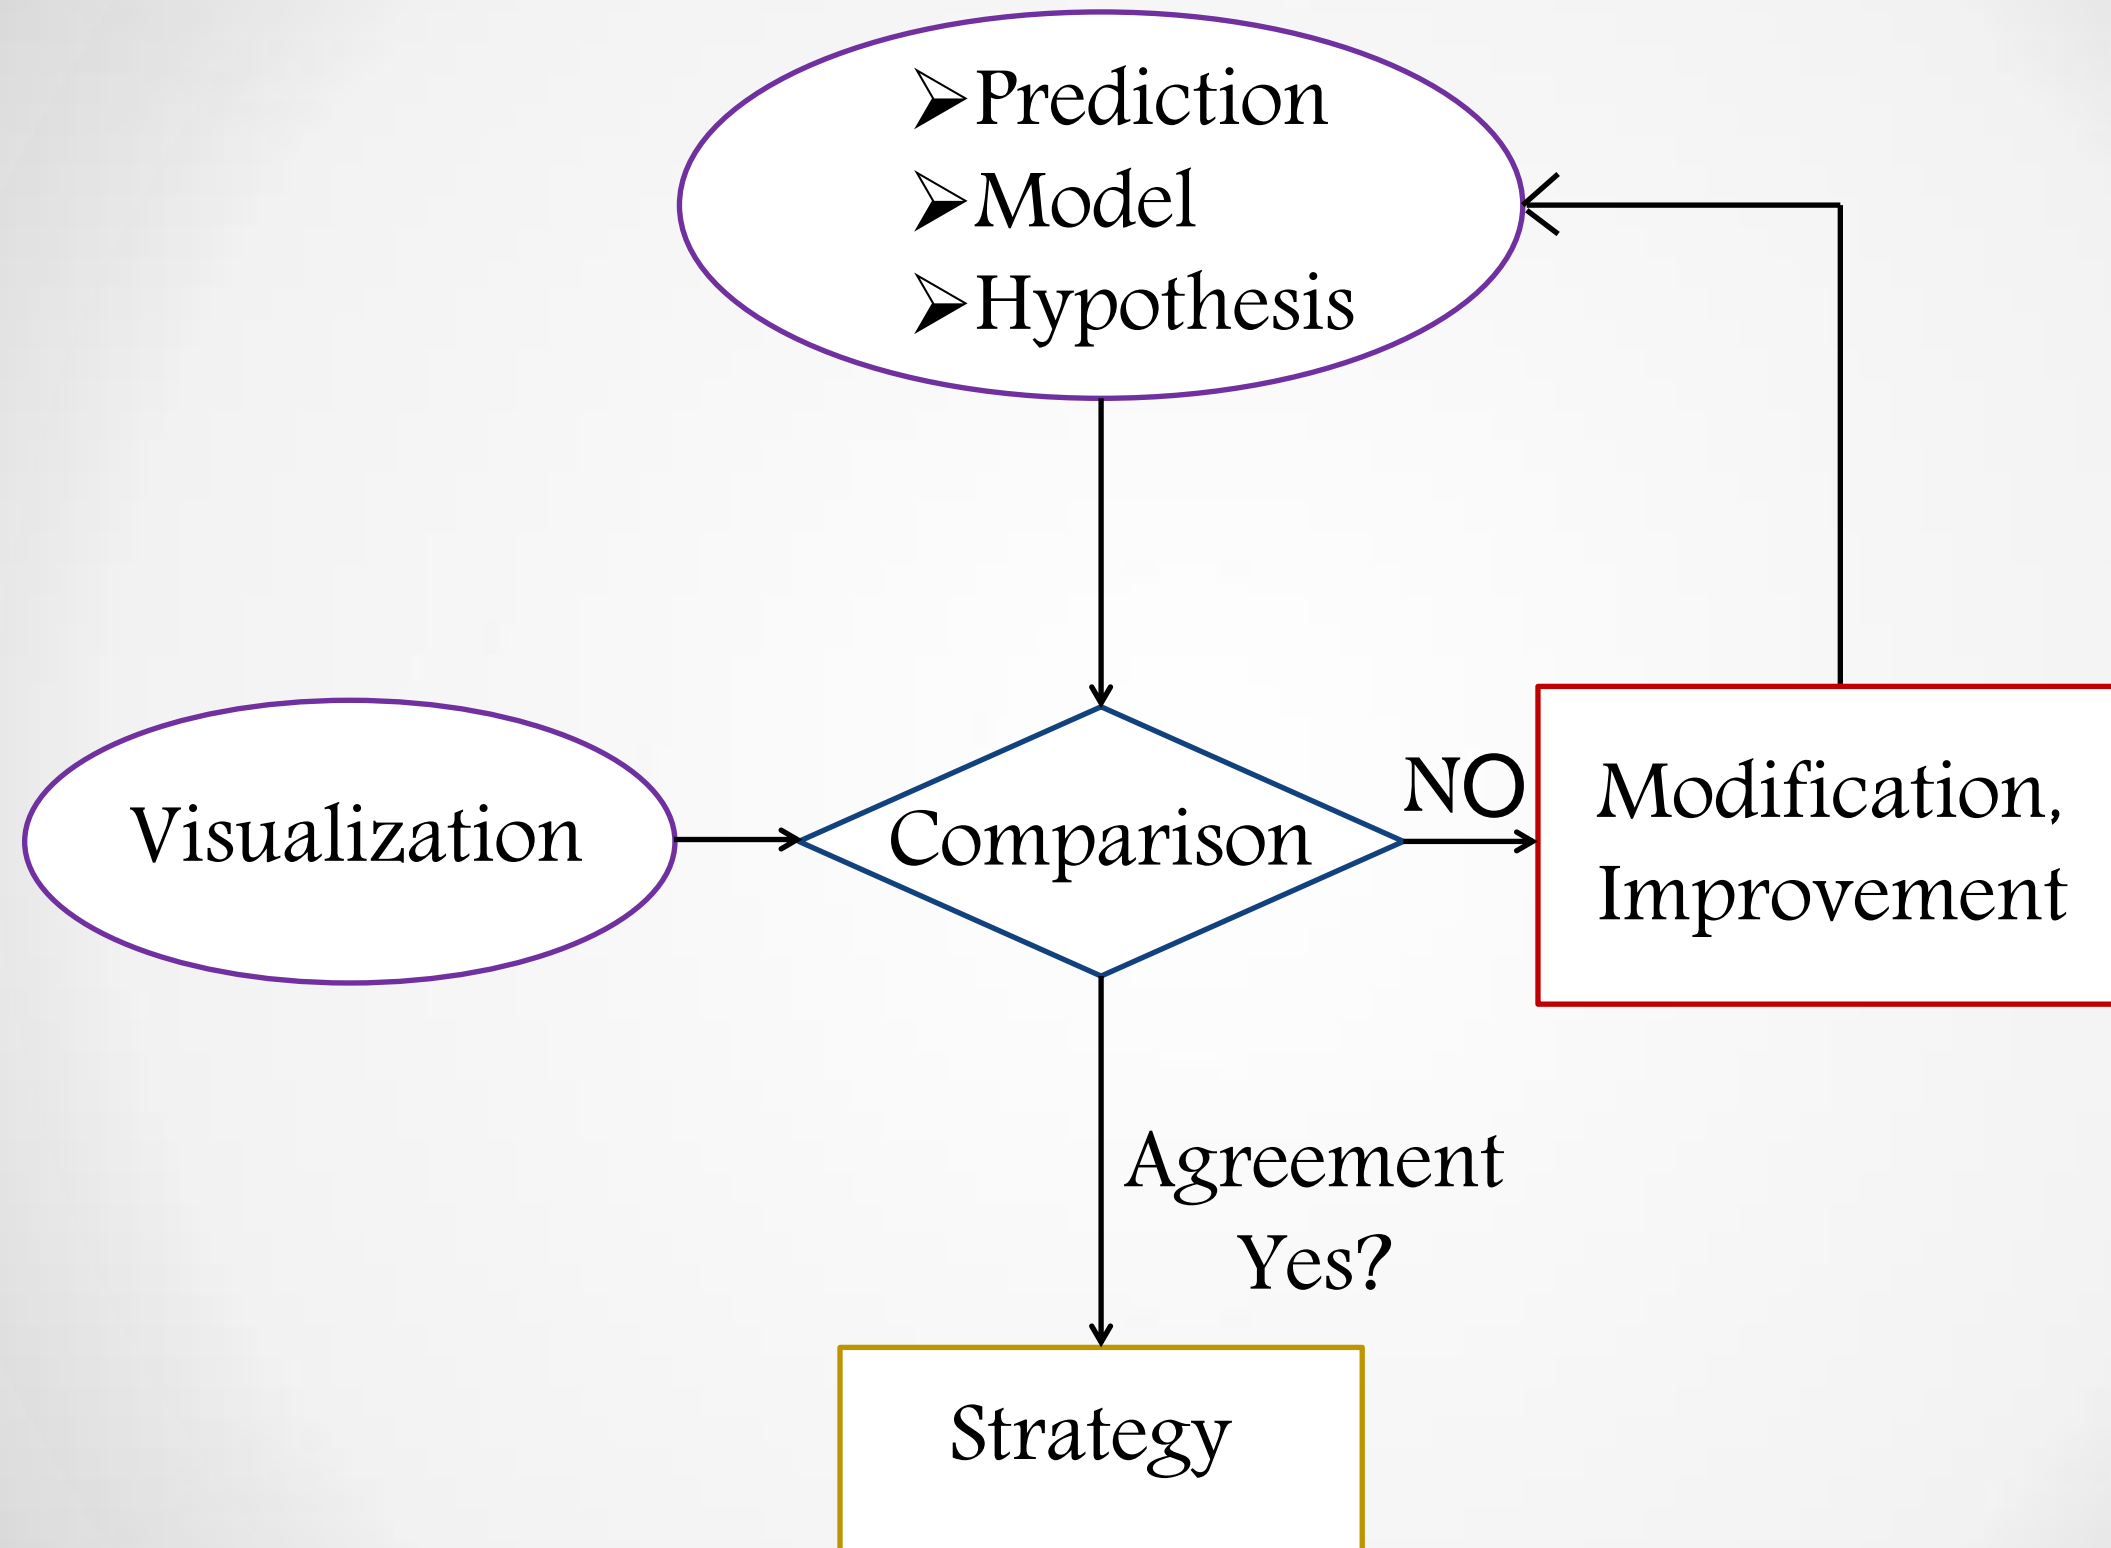 ➢Prediction
➢Model
➢Hypothesis
Visualization
Comparison
NO
Modification,
Improvement
Agreement
Yes?
Strategy